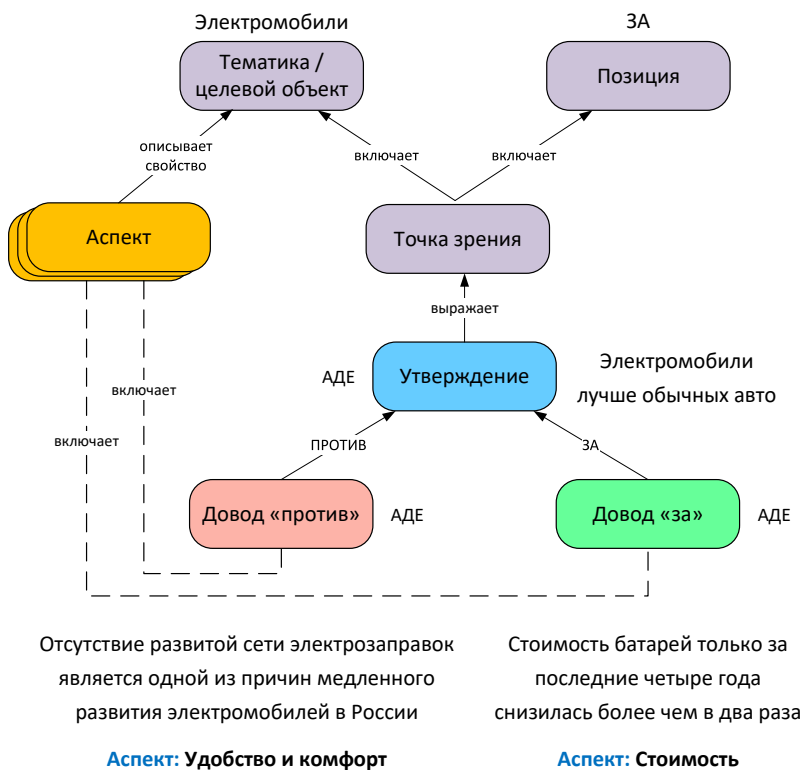 Электромобили
ЗА
Тематика /
целевой объект
Позиция
описывает
свойство
включает
включает
Аспект
Точка зрения
выражает
АДЕ
Утверждение
Электромобили
лучше обычных авто
включает
включает
ПРОТИВ
ЗА
Довод «против»
АДЕ
Довод «за»
АДЕ
Отсутствие развитой сети электрозаправок
является одной из причин медленного
развития электромобилей в России
Аспект: Удобство и комфорт
Стоимость батарей только за
последние четыре года
снизилась более чем в два раза
Аспект: Стоимость